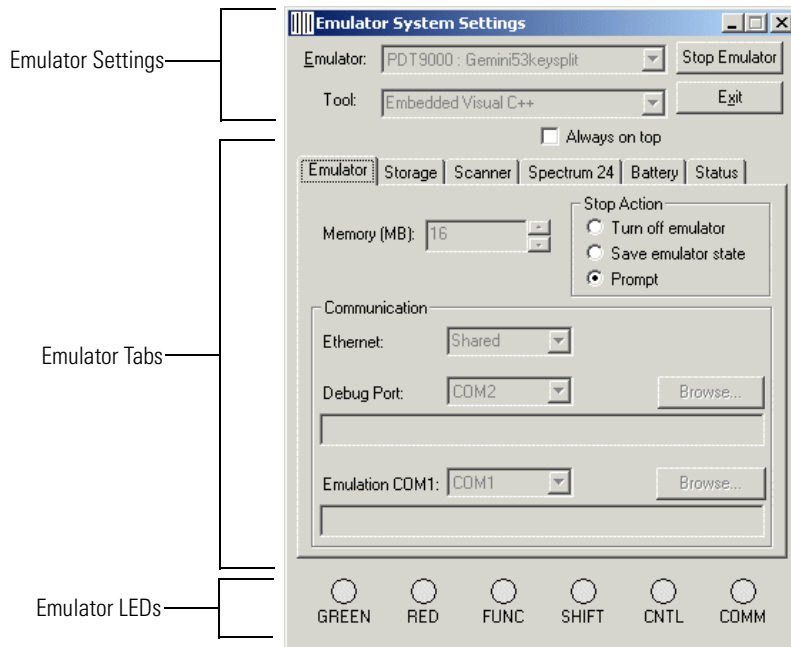 Emulator System Settings
Emulator Settings
Emulator: PDT9000 : Gemini53keysplit Stop Emulator
Tool: Embedded Visual C++ Exit
Always on top
Emulator Storage Scanner Spectrum 24 Battery Status
Stop Action
Memory (MB): 16
Turn off emulator
Save emulator state
Prompt
Communication
Ethernet: Shared
Emulator Tabs
Debug Port: COM2 Browse...
Emulation COM1: COM1 Browse...
Emulator LEDs
GREEN RED FUNC SHIFT CNTL COMM